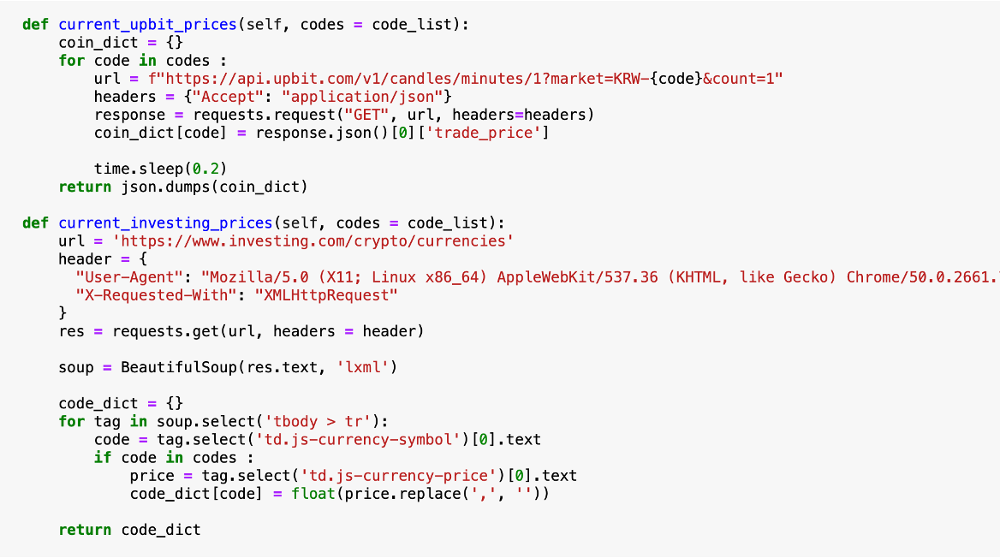 def current_upbit_prices(self, codes = code_list):
    coin_dict = {}
    for code in codes :
        url = f"https://api.upbit.com/v1/candles/minutes/1?market=KRW-{code}&count=1"
        headers = {"Accept": "application/json"}
        response = requests.request("GET", url, headers=headers)
        coin_dict[code] = response.json()[0]['trade_price']

        time.sleep(0.2)
    return json.dumps(coin_dict)

def current_investing_prices(self, codes = code_list):
    url = 'https://www.investing.com/crypto/currencies'
    header = {
      "User-Agent": "Mozilla/5.0 (X11; Linux x86_64) AppleWebKit/537.36 (KHTML, like Gecko) Chrome/50.0.2661.
      "X-Requested-With": "XMLHttpRequest"
    }
    res = requests.get(url, headers = header)

    soup = BeautifulSoup(res.text, 'lxml')

    code_dict = {}
    for tag in soup.select('tbody > tr'):
        code = tag.select('td.js-currency-symbol')[0].text
        if code in codes :
            price = tag.select('td.js-currency-price')[0].text
            code_dict[code] = float(price.replace(',', ''))

    return code_dict